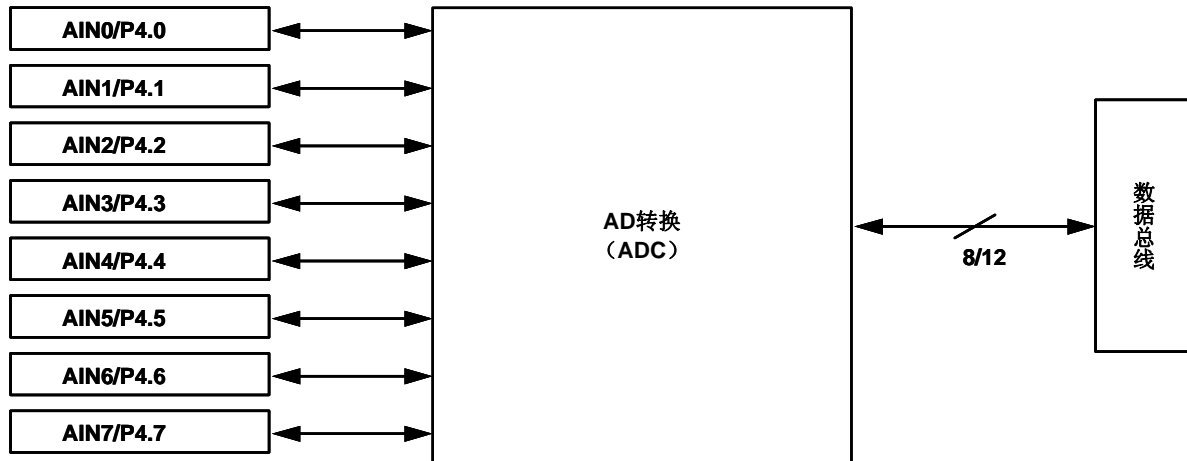 AIN0/P4.0
AIN1/P4.1
AIN2/P4.2
AIN3/P4.3
AIN4/P4.4
AIN5/P4.5
AIN6/P4.6
AIN7/P4.7
AD转换
（ADC）
8/12
数据总线